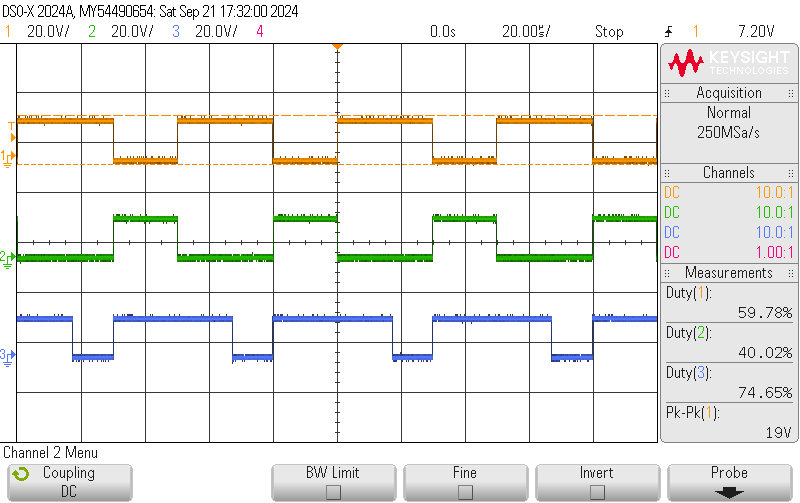 DSO-X 2024A, MY54490654: Sat Sep 21 17:32:00 2024
1 20.0V/ 2 20.0V/ 3 20.0V/ 4 0.0s 20.00us/ Stop 1 7.20V
KEYSIGHT
TECHNOLOGIES
Acquisition
Normal
250MSa/s
Channels
DC 10.0:1
DC 10.0:1
DC 10.0:1
DC 1.00:1
Measurements
Duty(1):
59.78%
Duty(2):
40.02%
Duty(3):
74.65%
Pk-Pk(1):
19V
T
1
2
3
Channel 2 Menu
Coupling
DC
BW Limit
Fine
Invert
Probe